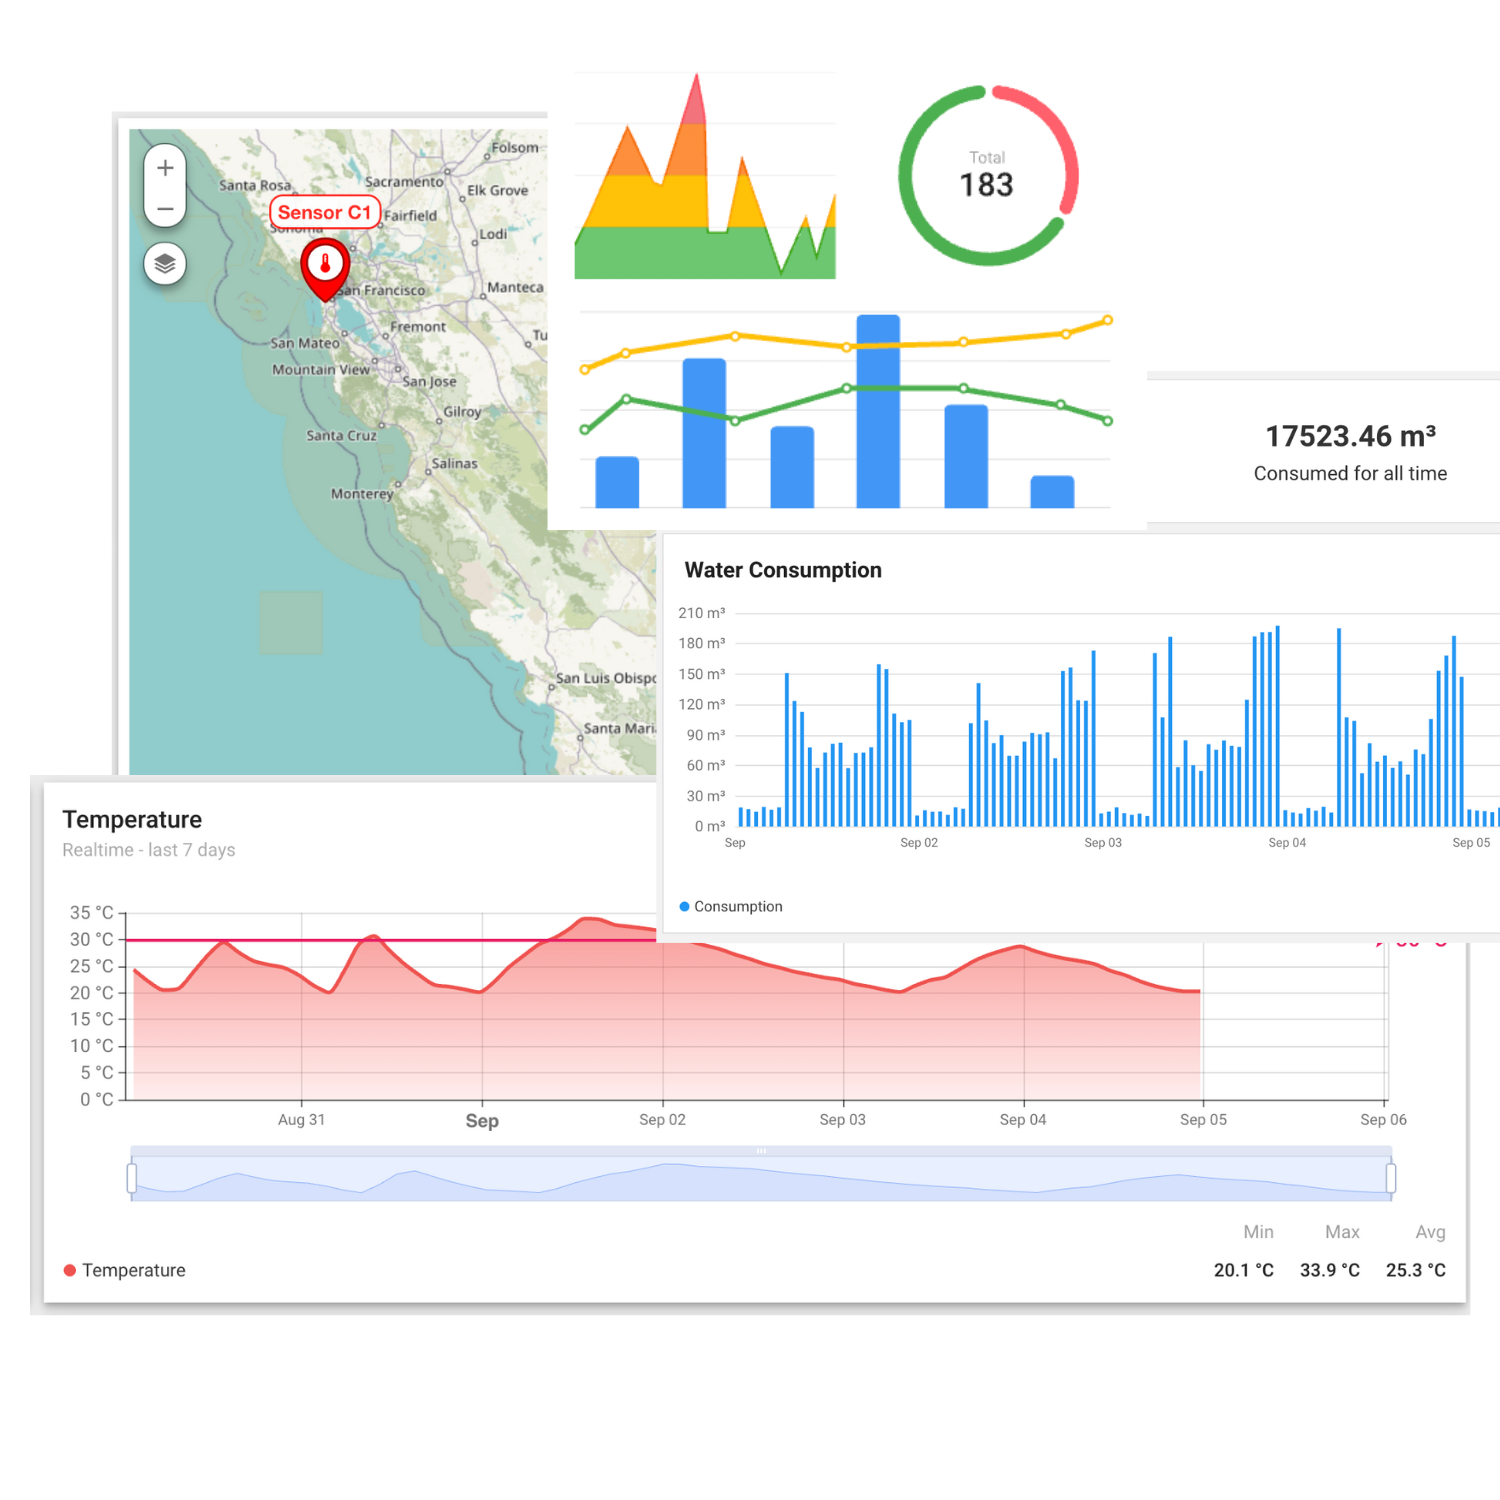 Folsom
Santa Rosa
Sacramento
Elk Grove
Sensor C1
Fairfield
Sonoma
Lodi
San Francisco
Manteca
Fremont
San Mateo
Mountain View
San Jose
Gilroy
Santa Cruz
Salinas
Monterey
San Luis Obispo
Santa Mari
Total
183
17523.46 m³
Consumed for all time
Water Consumption
210 m³
180 m³
150 m³
120 m³
90 m³
60 m³
30 m³
0 m³
Sep Sep 02 Sep 03 Sep 04 Sep 05
Consumption
Temperature
Realtime - last 7 days
35 °C
30 °C
25 °C
20 °C
15 °C
10 °C
5 °C
0 °C
Aug 31 Sep Sep 02 Sep 03 Sep 04 Sep 05 Sep 06
Min Max Avg
Temperature 20.1 °C 33.9 °C 25.3 °C